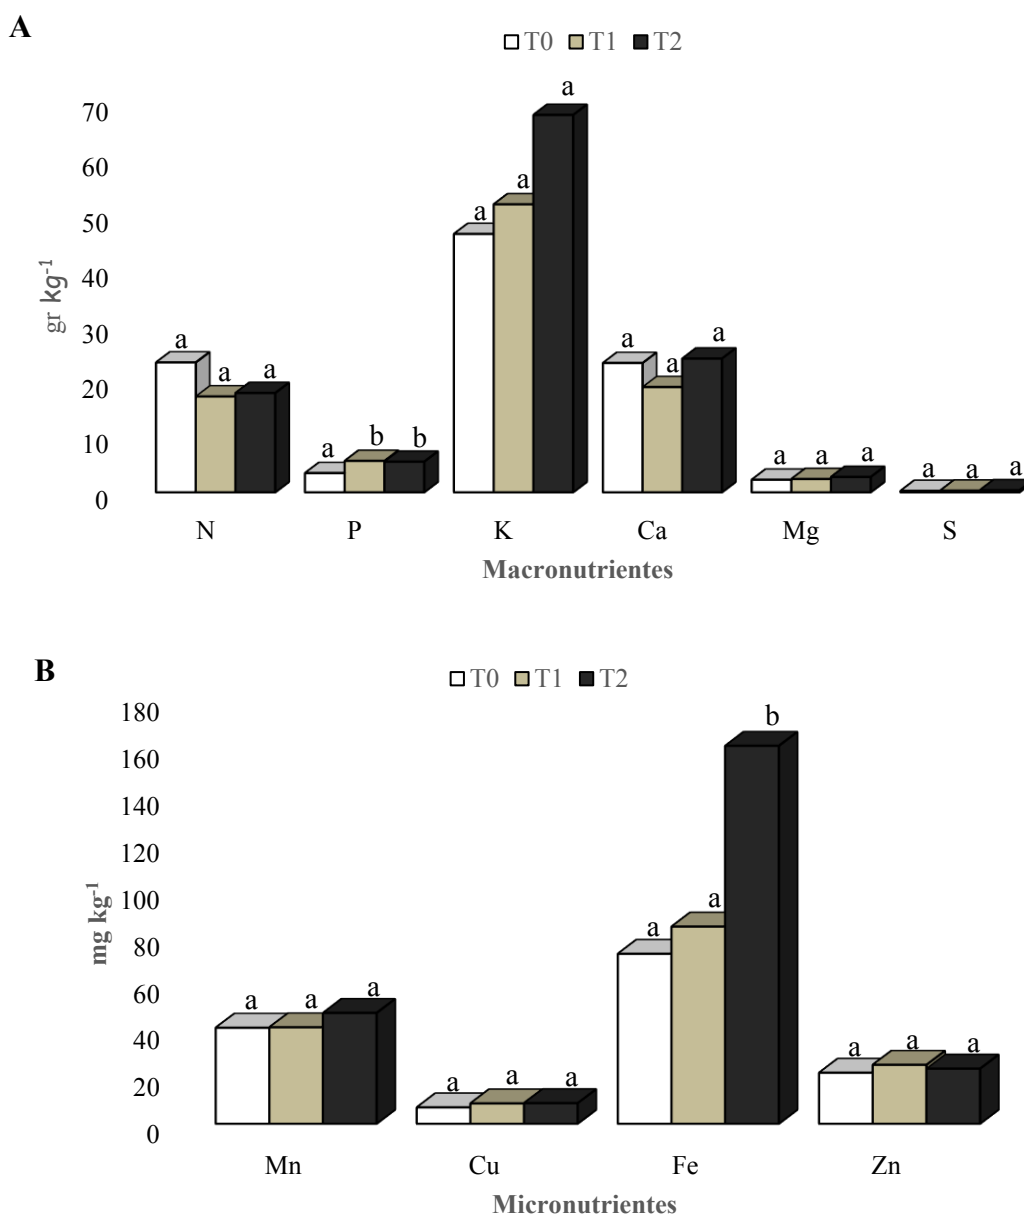 A
T0 T1 T2
70
60
50
40
30
20
10
0
gr kg-1
a a a
a b b
a a a
a a a
a a a
a a a
N P K Ca Mg S
Macronutrientes
B
T0 T1 T2
180
160
140
120
100
80
60
40
20
0
mg kg-1
a a a
a a a
a a b
a a a
Mn Cu Fe Zn
Micronutrientes